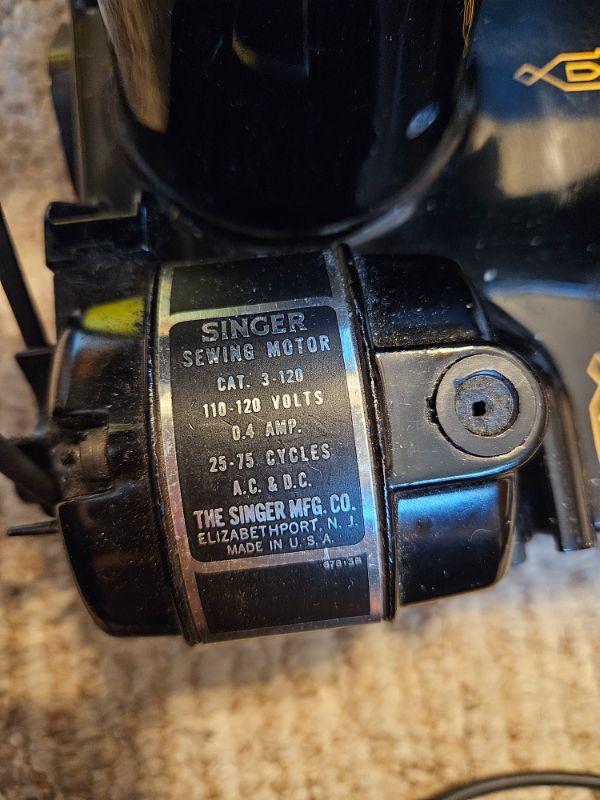 SINGER
SEWING MOTOR
CAT. 3-120
110-120 VOLTS
0.4 AMP.
25-75 CYCLES
A.C. & D.C.
THE SINGER MFG. CO.
ELIZABETHPORT, N. J.
MADE IN U.S.A.